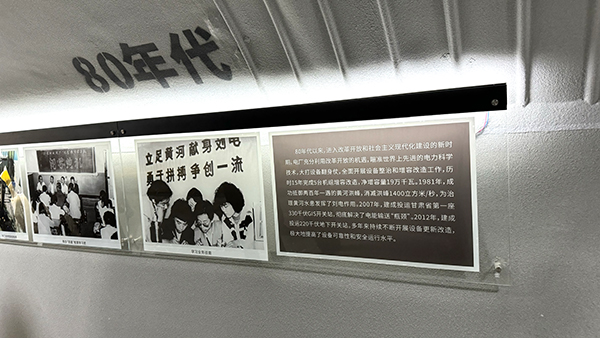 80年代
立足黄河献身刘电
勇于拼搏争创一流
80年代以来，进入改革开放和社会主义现代化建设的新时
期，电厂充分利用改革开放的机遇，瞄准世界上先进的电力科学
技术，大打设备翻身仗，全面开展设备整治和增容改造工作，历
时15年完成5台机组增容改造，净增容量19万千瓦。1981年，成
功抵御两百年一遇的黄河洪峰，消减洪峰1400立方米/秒，为治
理黄河水患发挥了刘电作用。2007年，建成投运甘肃省第一座
330千伏GIS开关站，彻底解决了电能输送“瓶颈”。2012年，建成
投运220千伏地下开关站。多年来持续不断开展设备更新改造，
极大地提高了设备可靠性和安全运行水平。